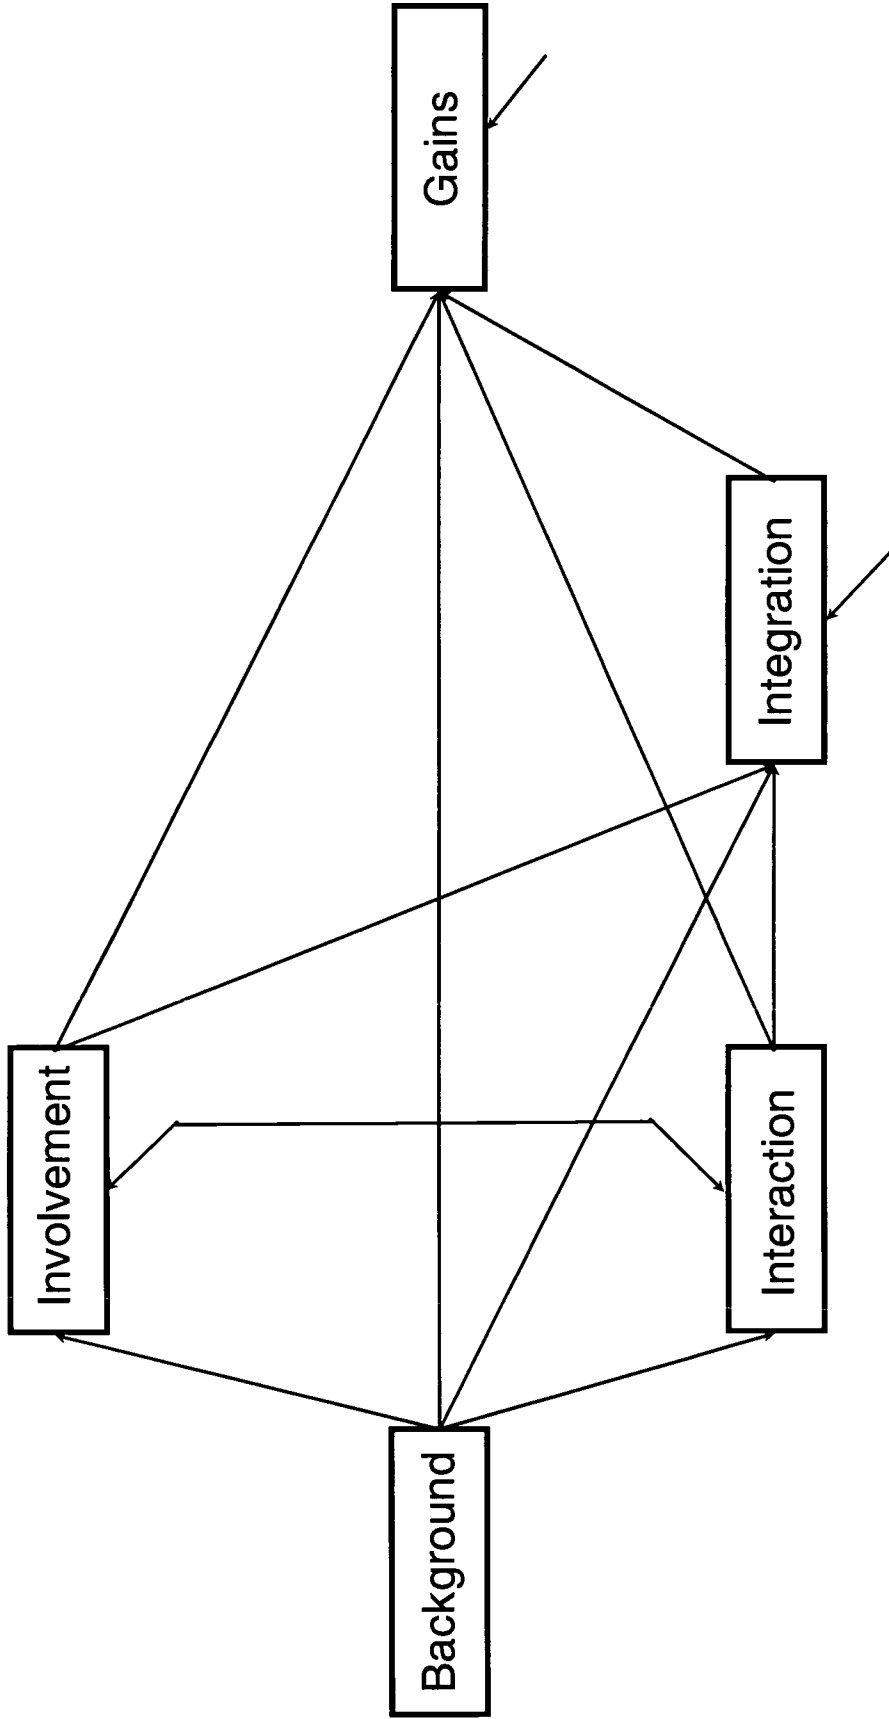 Background
Involvement
Interaction
Integration
Gains